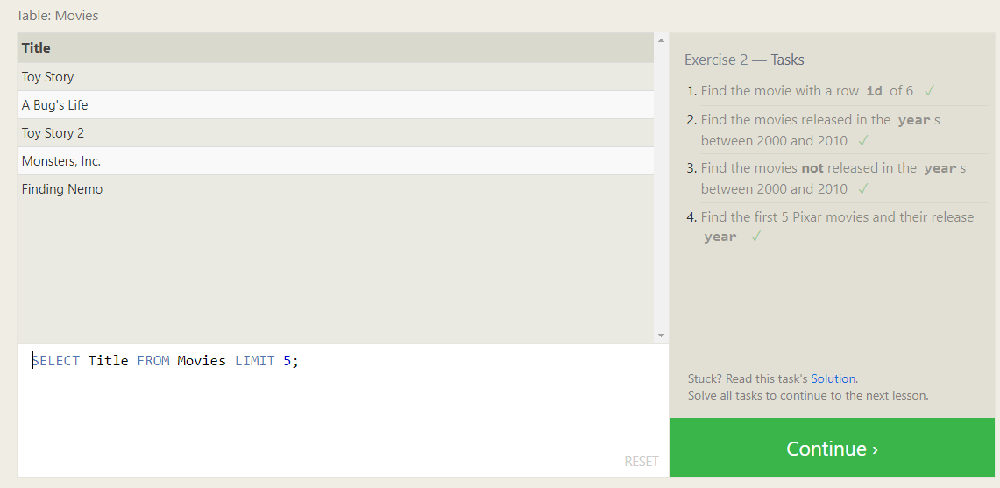 Table: Movies
Title
Toy Story
A Bug's Life
Toy Story 2
Monsters, Inc.
Finding Nemo
SELECT Title FROM Movies LIMIT 5;
RESET
Exercise 2 — Tasks
1. Find the movie with a row id of 6 ✓
2. Find the movies released in the year s
between 2000 and 2010 ✓
3. Find the movies not released in the year s
between 2000 and 2010 ✓
4. Find the first 5 Pixar movies and their release
year ✓
Stuck? Read this task's Solution.
Solve all tasks to continue to the next lesson.
Continue ›